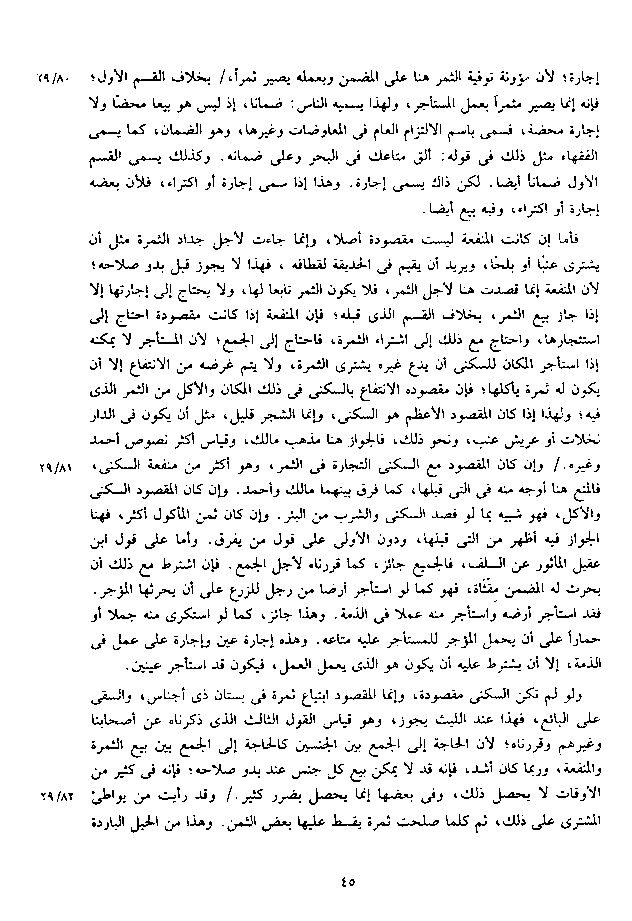 إجارة؛ لأن مؤونة توفية الثمر هنا على المضمن وبعمله يصير ثمراً،/ بخلاف القسم الأول؛ ٢٩/٨٠
فإنه إنما يصير مثمراً بعمل المستأجر، ولهذا يسميه الناس: ضمانا، إذ ليس هو بيعا محضاً ولا
إجارة محضة، فسمى باسم الالتزام العام في المعاوضات وغيرها، وهو الضمان، كما يسمى
الفقهاء مثل ذلك في قوله: ألق متاعك في البحر وعلى ضمانه. وكذلك يسمى القسم
الأول ضماناً أيضا. لكن ذاك يسمى إجارة. وهذا إذا سمى إجارة أو اكتراء، فلأن بعضه
إجارة أو اكتراء، وفيه بيع أيضا.
فأما إن كانت المنفعة ليست مقصودة أصلا، وإنما جاءت لأجل جداد الثمرة مثل أن
يشترى عنبًا أو بلحًا، ويريد أن يقيم في الحديقة لقطافه ، فهذا لا يجوز قبل بدو صلاحه؛
لأن المنفعة إنما قصدت هنا لأجل الثمر، فلا يكون الثمر تابعا لها، ولا يحتاج إلى إجارتها إلا
إذا جاز بيع الثمر، بخلاف القسم الذى قبله؛ فإن المنفعة إذا كانت مقصودة احتاج إلى
استئجارها، واحتاج مع ذلك إلى اشتراء الثمرة، فاحتاج إلى الجمع؛ لأن المستأجر لا يمكنه
إذا استأجر المكان للسكنى أن يدع غيره يشترى الثمرة، ولا يتم غرضه من الانتفاع إلا أن
يكون له ثمرة يأكلها؛ فإن مقصوده الانتفاع بالسكنى في ذلك المكان والأكل من الثمر الذى
فيه؛ ولهذا إذا كان المقصود الأعظم هو السكنى، وإنما الشجر قليل، مثل أن يكون في الدار
نخلات أو عريش عنب، ونحو ذلك، فالجواز هنا مذهب مالك، وقياس أكثر نصوص أحمد
وغيره./ وإن كان المقصود مع السكنى التجارة في الثمر، وهو أكثر من منفعة السكنى، ٢٩/٨١
فالمنع هنا أوجه منه في التى قبلها، كما فرق بينهما مالك وأحمد. وإن كان المقصود السكنى
والأكل، فهو شبيه بما لو قصد السكنى والشرب من البئر. وإن كان ثمن المأكول أكثر، فهنا
الجواز فيه أظهر من التى قبلها، ودون الأولى على قول من يفرق. وأما على قول ابن
عقيل المأثور عن السلف، فالجميع جائز، كما قررناه لأجل الجمع. فإن اشترط مع ذلك أن
يحرث له المضمن مِقْثاة، فهو كما لو استأجر أرضا من رجل للزرع على أن يحرثها المؤجر.
فقد استأجر أرضه واستأجر منه عملا في الذمة. وهذا جائز، كما لو استكرى منه جملا أو
حماراً على أن يحمل المؤجر للمستأجر عليه متاعه. وهذه إجارة عين وإجارة على عمل في
الذمة، إلا أن يشترط عليه أن يكون هو الذى يعمل العمل، فيكون قد استأجر عينين.
ولو لم تكن السكنى مقصودة، وإنما المقصود ابتياع ثمرة في بستان ذى أجناس، والسقى
على البائع، فهذا عند الليث يجوز، وهو قياس القول الثالث الذى ذكرناه عن أصحابنا
وغيرهم وقررناه؛ لأن الحاجة إلى الجمع بين الجنسين كالحاجة إلى الجمع بين بيع الثمرة
والمنفعة، وربما كان أشد، فإنه قد لا يمكن بيع كل جنس عند بدو صلاحه؛ فإنه في كثير من
الأوقات لا يحصل ذلك، وفى بعضها إنما يحصل بضرر كثير./ وقد رأيت من يواطئ ٢٩/٨٢
المشترى على ذلك، ثم كلما صلحت ثمرة يقسط عليها بعض الثمن. وهذا من الحيل الباردة
٤٥